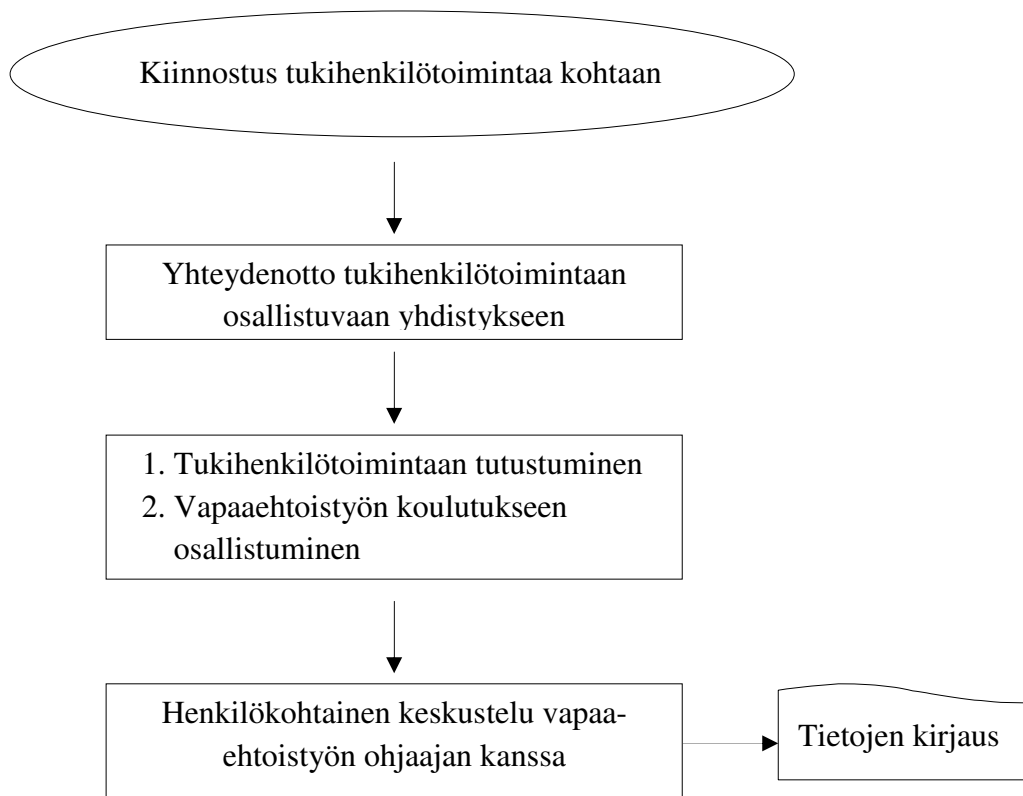 Kiinnostus tukihenkilötoimintaa kohtaan
Yhteydenotto tukihenkilötoimintaan
osallistuvaan yhdistykseen
1. Tukihenkilötoimintaan tutustuminen
2. Vapaaehtoistyön koulutukseen
osallistuminen
Henkilökohtainen keskustelu vapaa-
ehtoistyön ohjaajan kanssa
Tietojen kirjaus